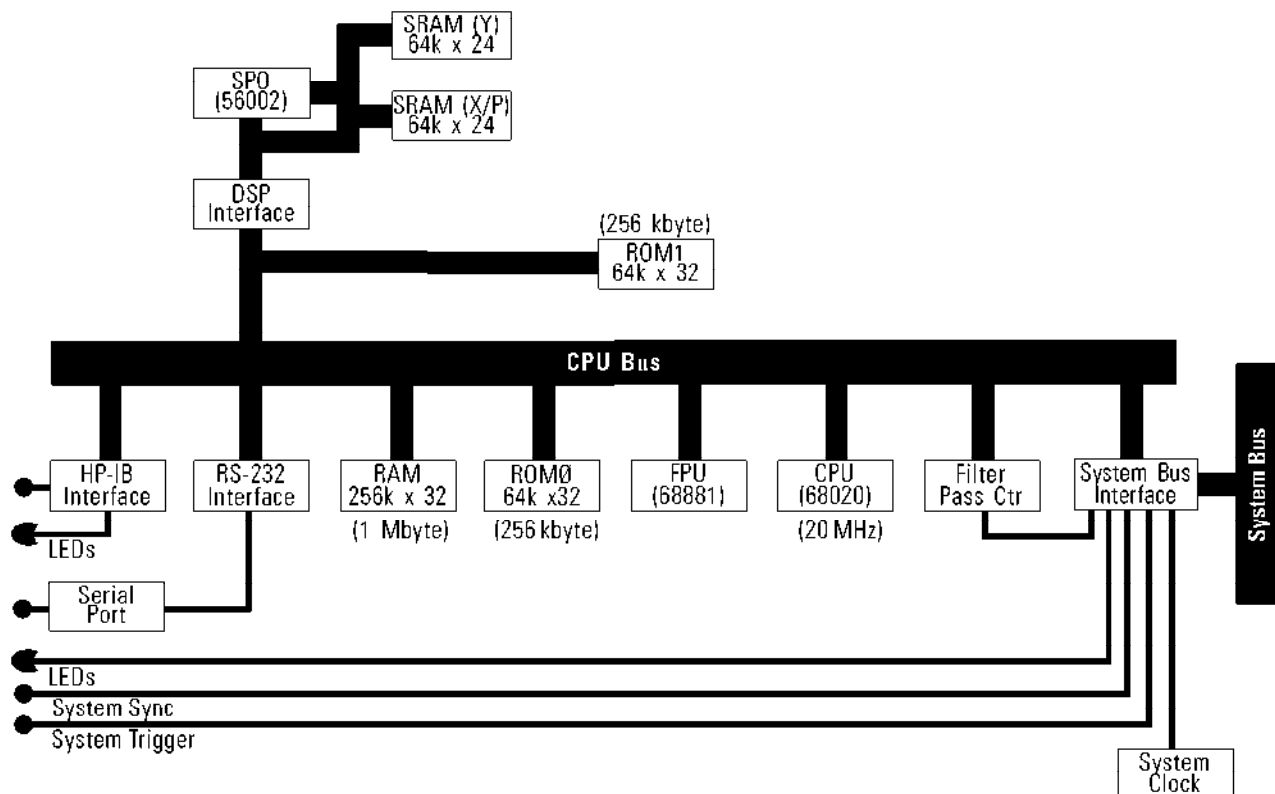 SRAM (Y)
64k x 24
SPO
(56002)
SRAM (X/P)
64k x 24
DSP
Interface
(256 kbyte)
ROM1
64k x 32
CPU Bus
System Bus
HP-IB
Interface
RS-232
Interface
RAM
256k x 32
(1 Mbyte)
ROMØ
64k x32
(256 kbyte)
FPU
(68881)
CPU
(68020)
(20 MHz)
Filter
Pass Ctr
System Bus
Interface
LEDs
Serial
Port
LEDs
System Sync
System Trigger
System
Clock